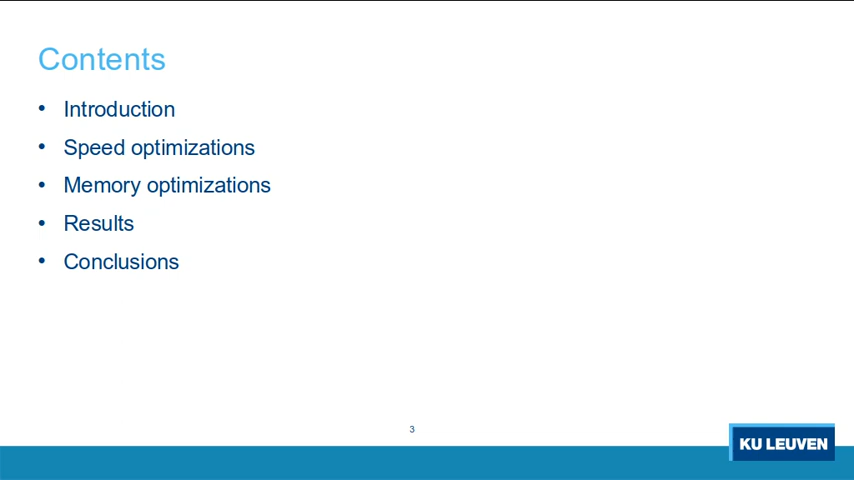 Contents
• Introduction
• Speed optimizations
• Memory optimizations
• Results
• Conclusions
3
KU LEUVEN